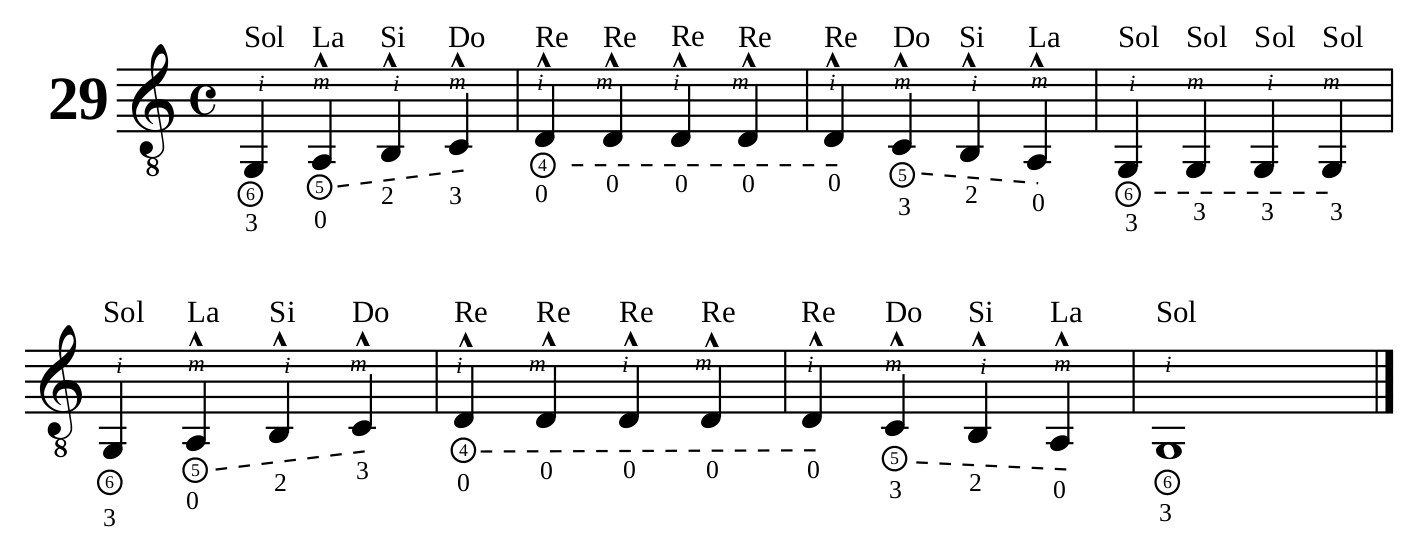 Sol La Si Do Re Re Re Re Re Do Si La Sol Sol Sol Sol
29
i m i m i m i m i m i m i m i m
8
6 5 4 5 6
3 0 2 3 0 0 0 0 0 3 2 0 3 3 3 3
Sol La Si Do Re Re Re Re Re Do Si La Sol
i m i m i m i m i m i m i
8
6 5 4 5 6
3 0 2 3 0 0 0 0 0 3 2 0 3